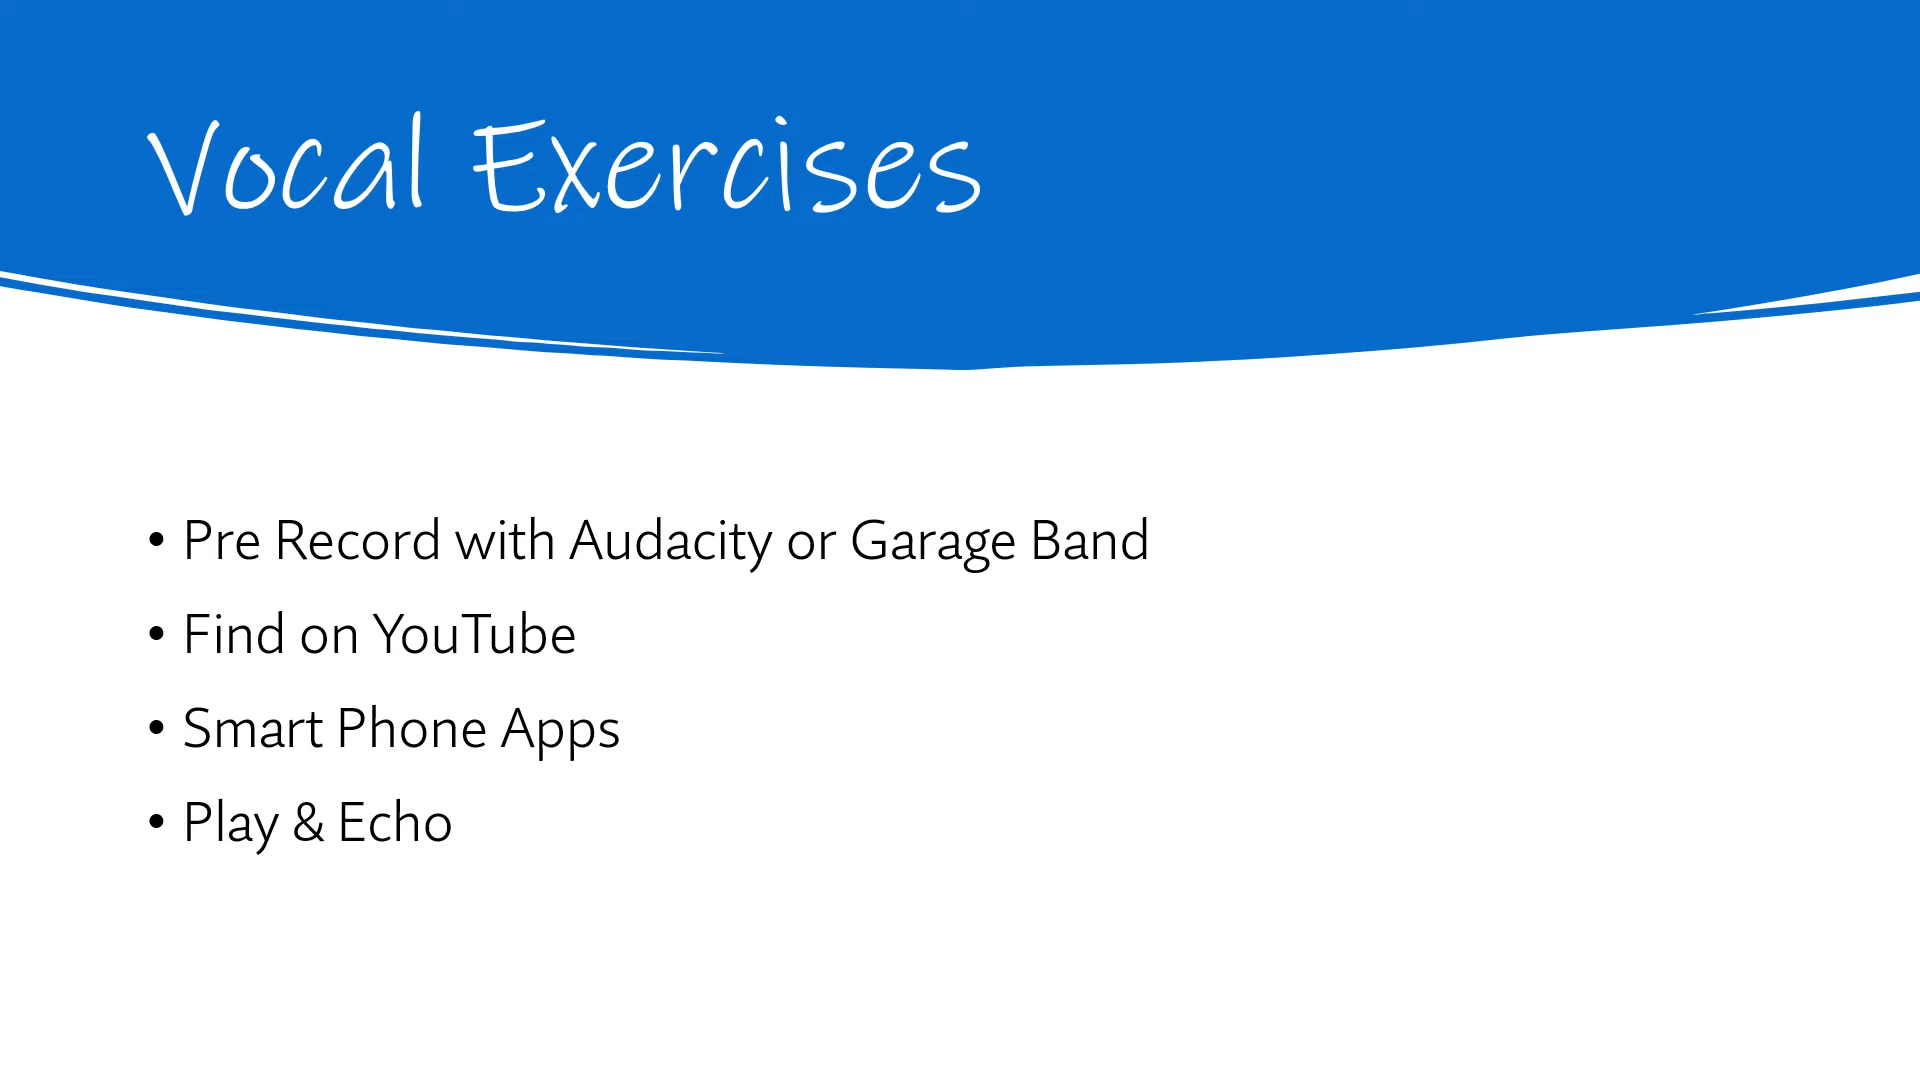 Vocal Exercises
• Pre Record with Audacity or Garage Band
• Find on YouTube
• Smart Phone Apps
• Play & Echo